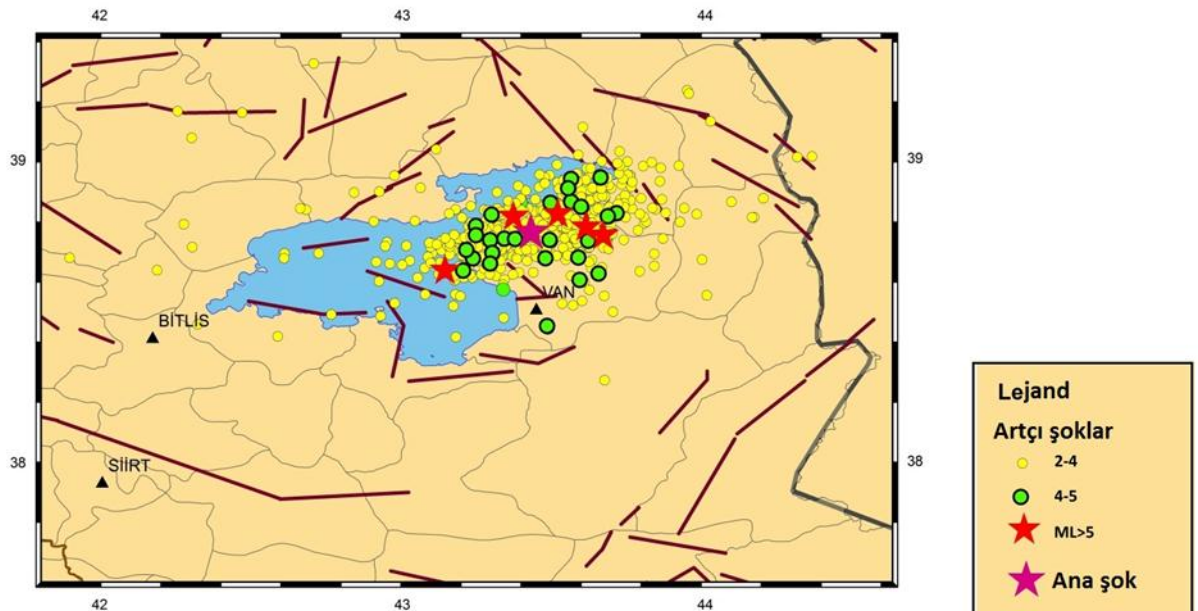 42 43 44
39 39
VAN
BİTLİS
38 38
SİİRT
42 43 44
Lejand
Artçı şoklar
2-4
4-5
ML>5
Ana şok